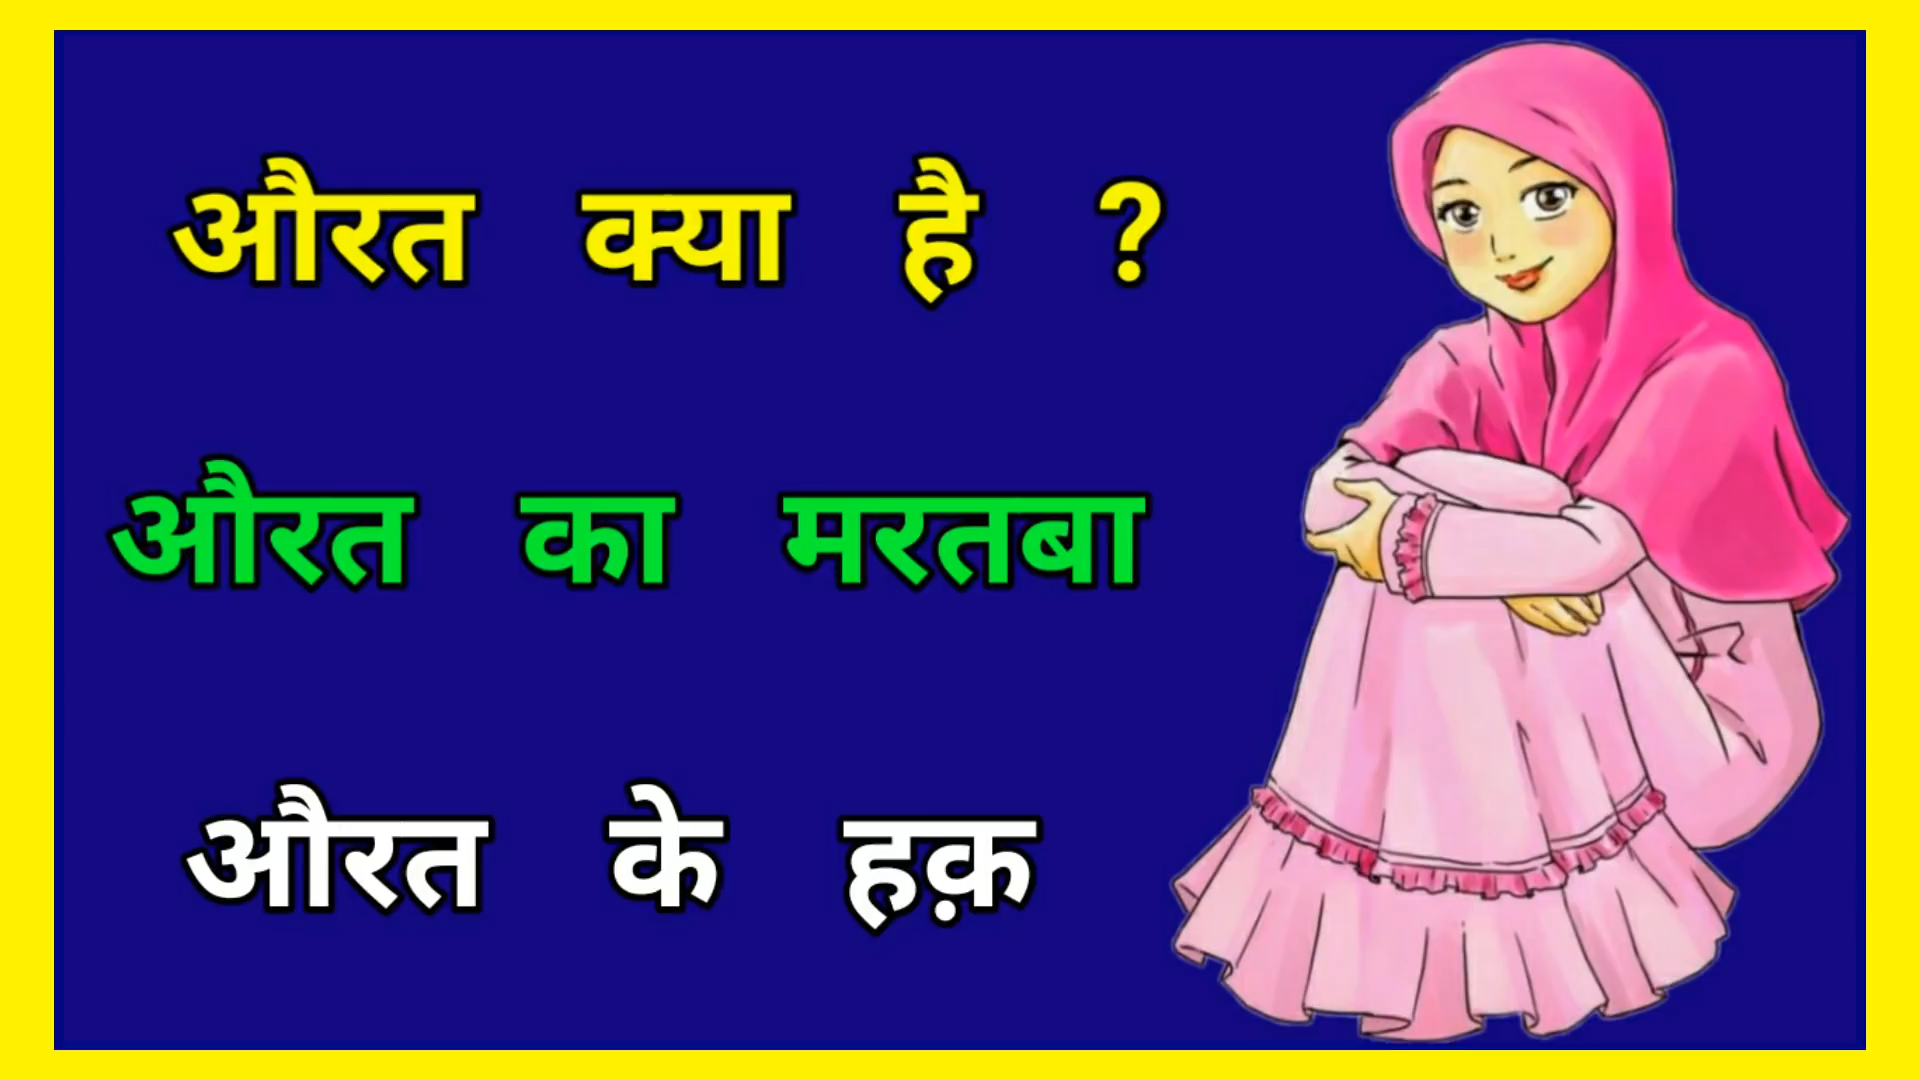 औरत क्या है ?
औरत का मरतबा
औरत के हक़